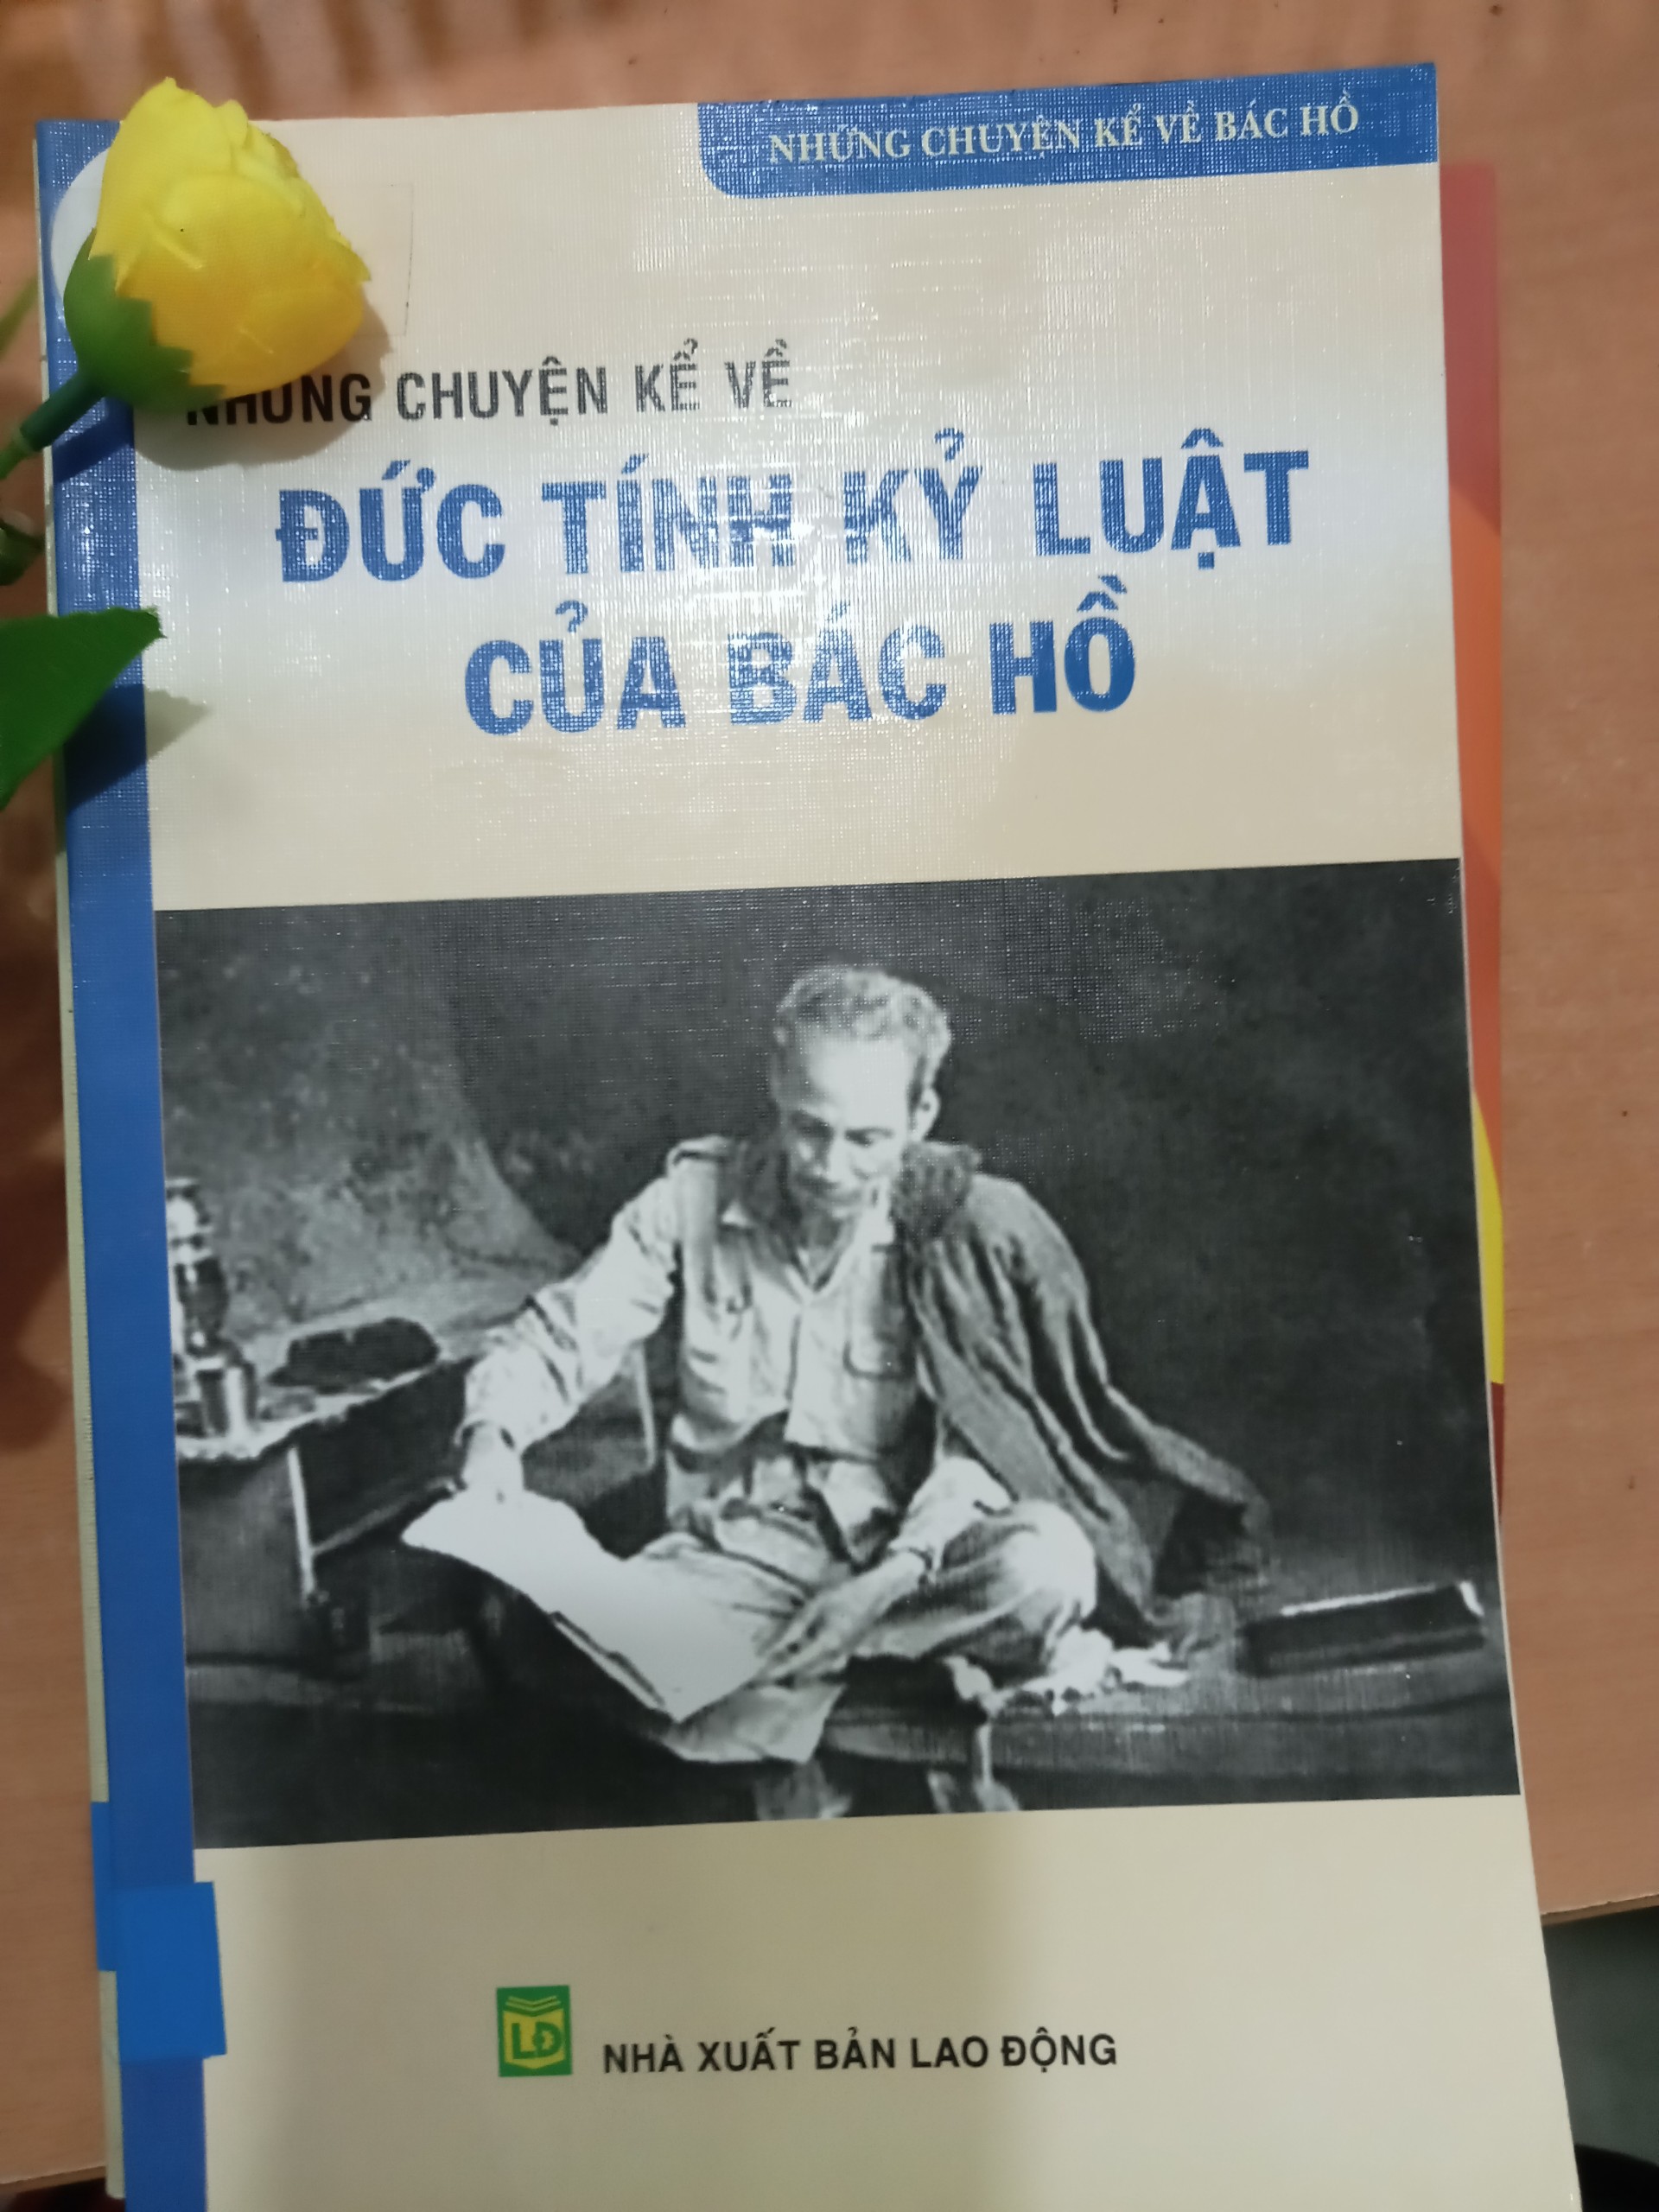 NHỮNG CHUYỆN KỂ VỀ BÁC HỒ
NHỮNG CHUYỆN KỂ VỀ
ĐỨC TÍNH KỶ LUẬT
CỦA BÁC HỒ
LĐ
NHÀ XUẤT BẢN LAO ĐỘNG